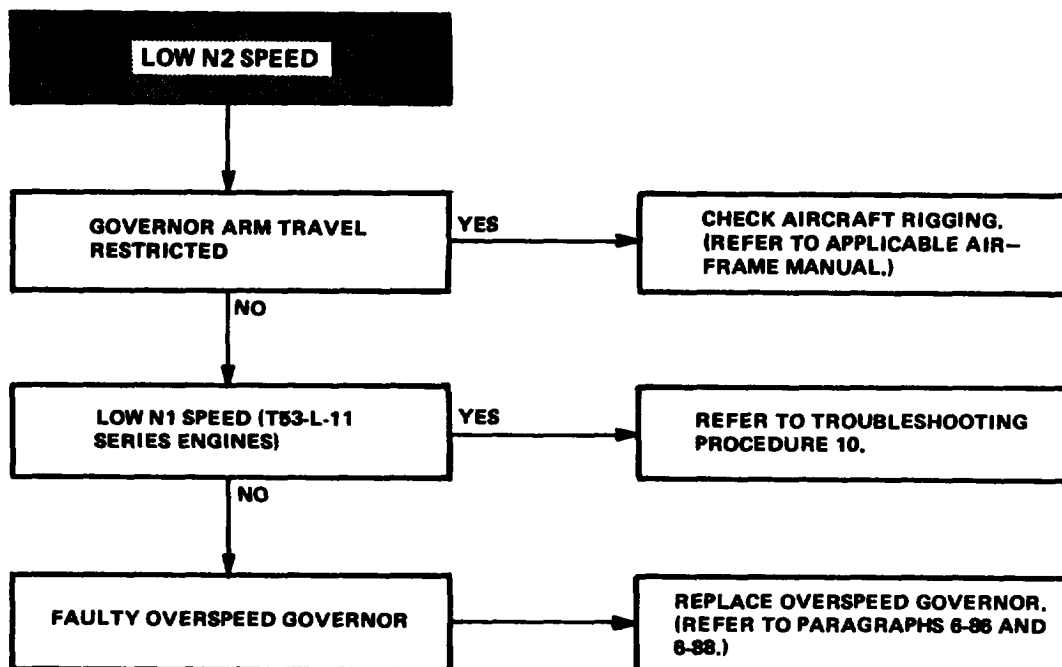 LOW N2 SPEED
GOVERNOR ARM TRAVEL
RESTRICTED
YES
CHECK AIRCRAFT RIGGING.
(REFER TO APPLICABLE AIR-
FRAME MANUAL.)
NO
LOW N1 SPEED (T53-L-11
SERIES ENGINES)
YES
REFER TO TROUBLESHOOTING
PROCEDURE 10.
NO
FAULTY OVERSPEED GOVERNOR
REPLACE OVERSPEED GOVERNOR.
(REFER TO PARAGRAPHS 6-86 AND
6-88.)